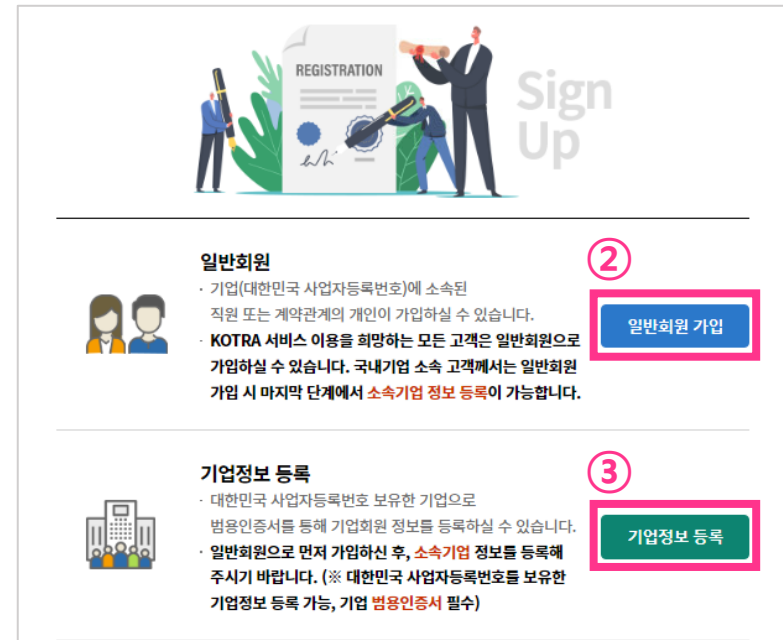 REGISTRATION
Sign
Up
일반회원
②
· 기업(대한민국 사업자등록번호)에 소속된
직원 또는 계약관계의 개인이 가입하실 수 있습니다.
· KOTRA 서비스 이용을 희망하는 모든 고객은 일반회원으로
가입하실 수 있습니다. 국내기업 소속 고객께서는 일반회원
가입 시 마지막 단계에서 소속기업 정보 등록이 가능합니다.
일반회원 가입
기업정보 등록
③
· 대한민국 사업자등록번호 보유한 기업으로
범용인증서를 통해 기업회원 정보를 등록하실 수 있습니다.
· 일반회원으로 먼저 가입하신 후, 소속기업 정보를 등록해
주시기 바랍니다. (※ 대한민국 사업자등록번호를 보유한
기업정보 등록 가능, 기업 범용인증서 필수)
기업정보 등록